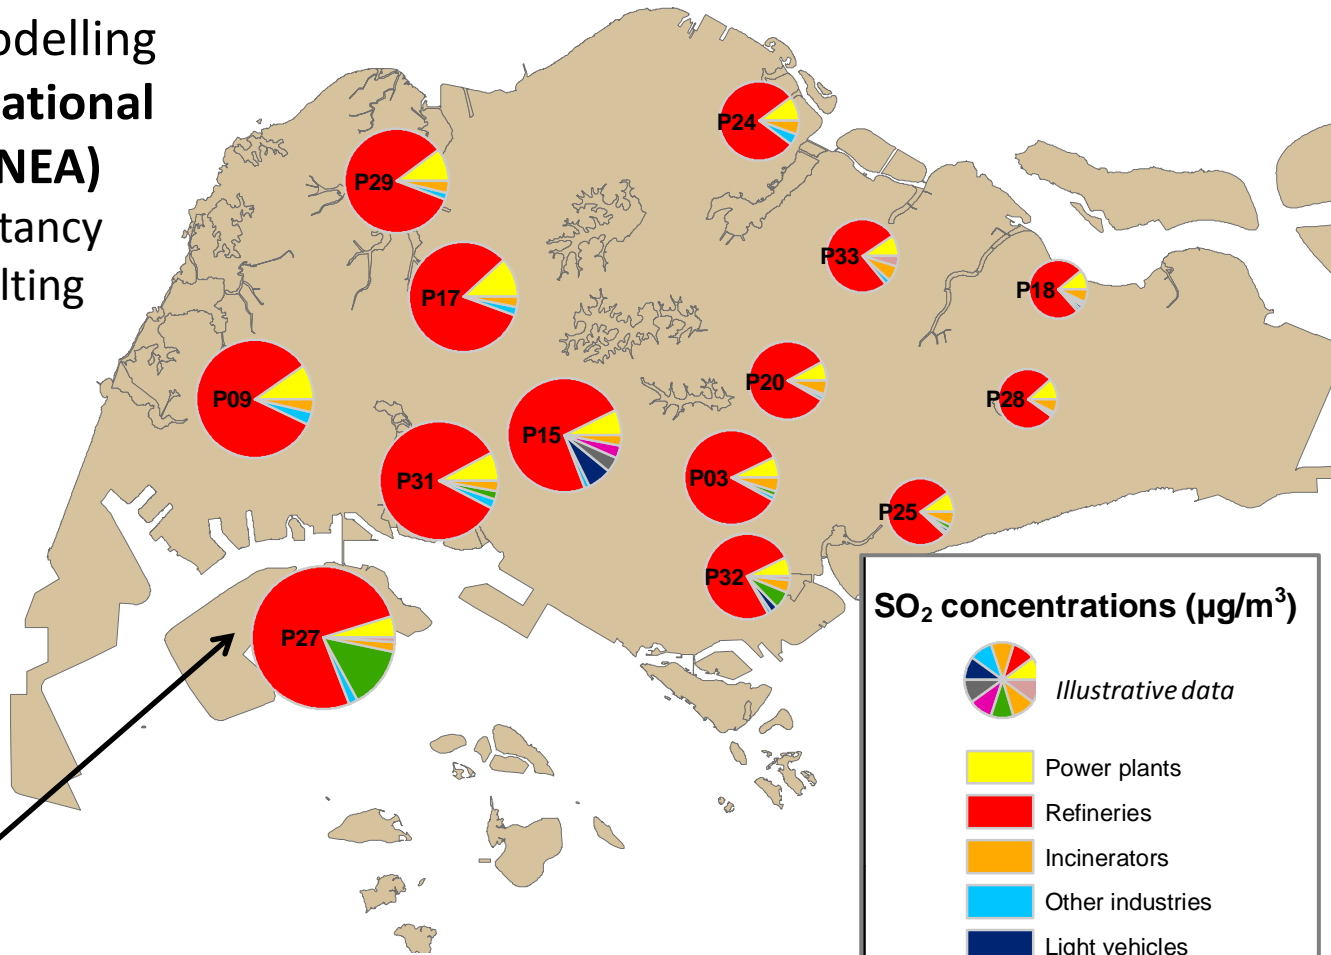 odelling
ational
NEA)
tancy
lting
P24
P29
P33
P17
P18
P20
P09
P28
P15
P31
P03
P25
P32
P27
SO₂ concentrations (µg/m³)
Illustrative data
Power plants
Refineries
Incinerators
Other industries
Light vehicles